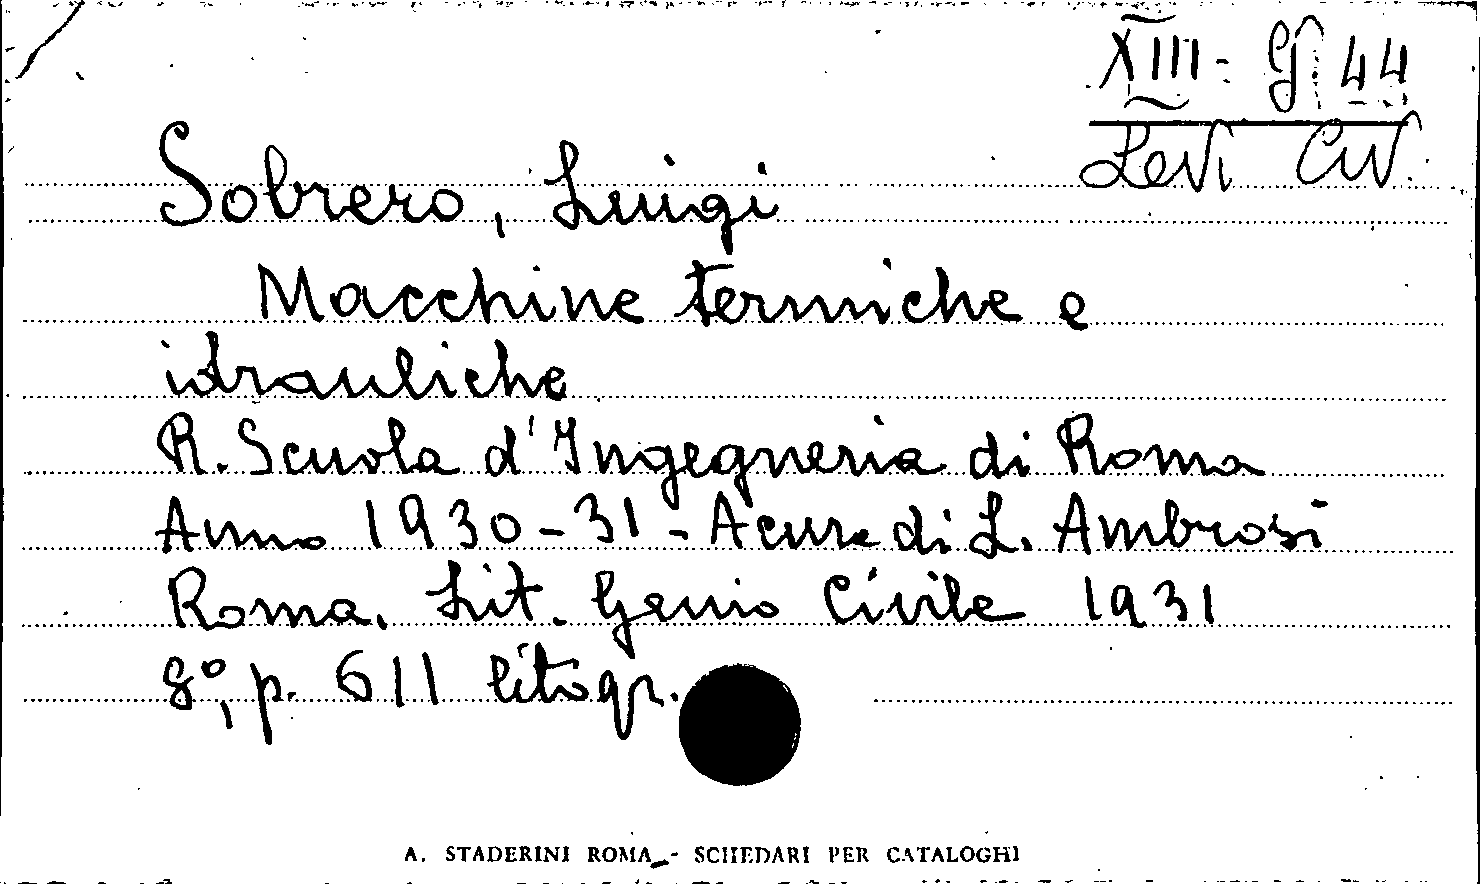 XIII - G. 44
Levi Civ.
Sobrero, Luigi
Macchine termiche e
idrauliche
R. Scuola d'Ingegneria di Roma
Anno 1930-31 - A cura di L. Ambrosi
Roma. Lit. Genio Civile 1931
8°, p. 611 litogr.
A. STADERINI ROMA - SCHEDARI PER CATALOGHI